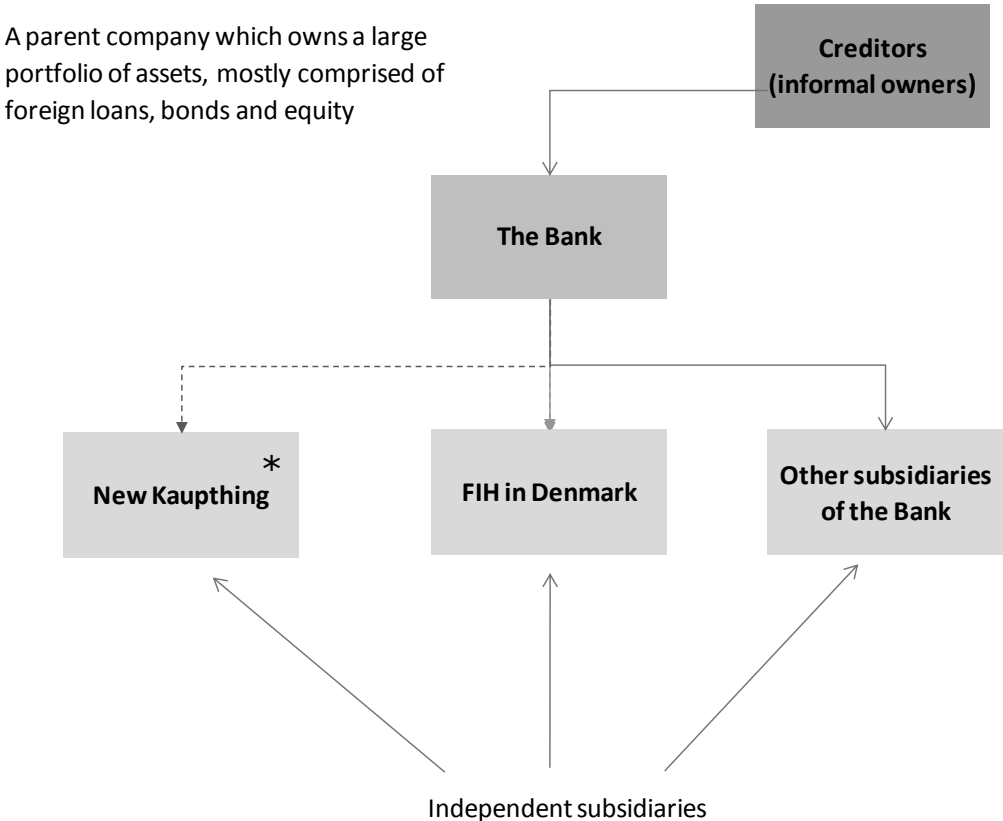 A parent company which owns a large
portfolio of assets, mostly comprised of
foreign loans, bonds and equity
Creditors
(informal owners)
The Bank
*
New Kaupthing
FIH in Denmark
Other subsidiaries
of the Bank
Independent subsidiaries